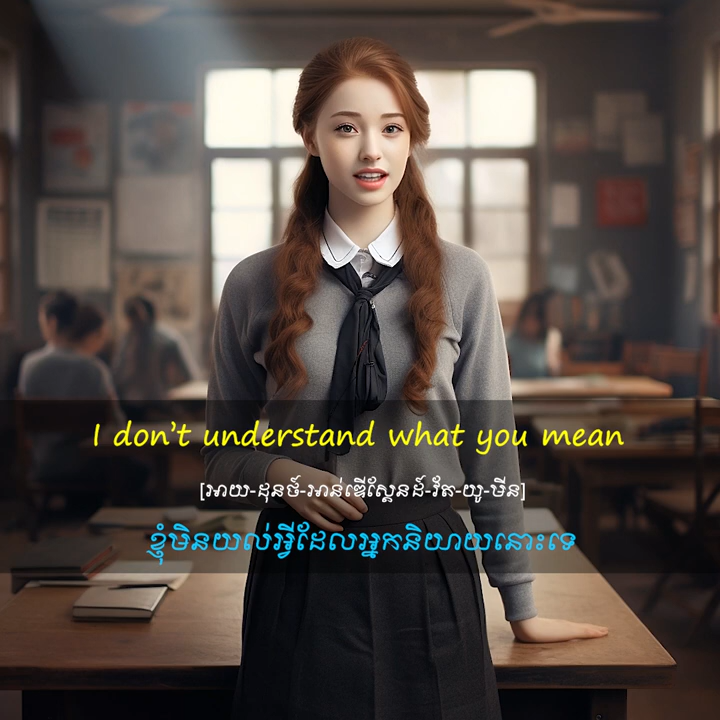 I don't understand what you mean
[អាយ-ដុនថ៍-អាន់ឌើស្តែនដ៍-វ៉ត-យូ-មីន]
ខ្ញុំមិនយល់អ្វីដែលអ្នកនិយាយនោះទេ